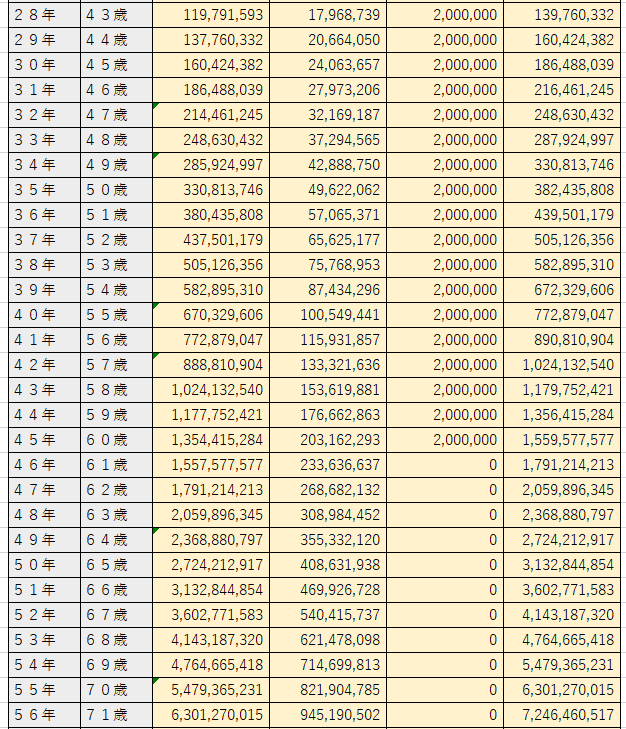 28年 43歳 119,791,593 17,968,739 2,000,000 139,760,332
29年 44歳 137,760,332 20,664,050 2,000,000 160,424,382
30年 45歳 160,424,382 24,063,657 2,000,000 186,488,039
31年 46歳 186,488,039 27,973,206 2,000,000 216,461,245
32年 47歳 214,461,245 32,169,187 2,000,000 248,630,432
33年 48歳 248,630,432 37,294,565 2,000,000 287,924,997
34年 49歳 285,924,997 42,888,750 2,000,000 330,813,746
35年 50歳 330,813,746 49,622,062 2,000,000 382,435,808
36年 51歳 380,435,808 57,065,371 2,000,000 439,501,179
37年 52歳 437,501,179 65,625,177 2,000,000 505,126,356
38年 53歳 505,126,356 75,768,953 2,000,000 582,895,310
39年 54歳 582,895,310 87,434,296 2,000,000 672,329,606
40年 55歳 670,329,606 100,549,441 2,000,000 772,879,047
41年 56歳 772,879,047 115,931,857 2,000,000 890,810,904
42年 57歳 888,810,904 133,321,636 2,000,000 1,024,132,540
43年 58歳 1,024,132,540 153,619,881 2,000,000 1,179,752,421
44年 59歳 1,177,752,421 176,662,863 2,000,000 1,356,415,284
45年 60歳 1,354,415,284 203,162,293 2,000,000 1,559,577,577
46年 61歳 1,557,577,577 233,636,637 0 1,791,214,213
47年 62歳 1,791,214,213 268,682,132 0 2,059,896,345
48年 63歳 2,059,896,345 308,984,452 0 2,368,880,797
49年 64歳 2,368,880,797 355,332,120 0 2,724,212,917
50年 65歳 2,724,212,917 408,631,938 0 3,132,844,854
51年 66歳 3,132,844,854 469,926,728 0 3,602,771,583
52年 67歳 3,602,771,583 540,415,737 0 4,143,187,320
53年 68歳 4,143,187,320 621,478,098 0 4,764,665,418
54年 69歳 4,764,665,418 714,699,813 0 5,479,365,231
55年 70歳 5,479,365,231 821,904,785 0 6,301,270,015
56年 71歳 6,301,270,015 945,190,502 0 7,246,460,517